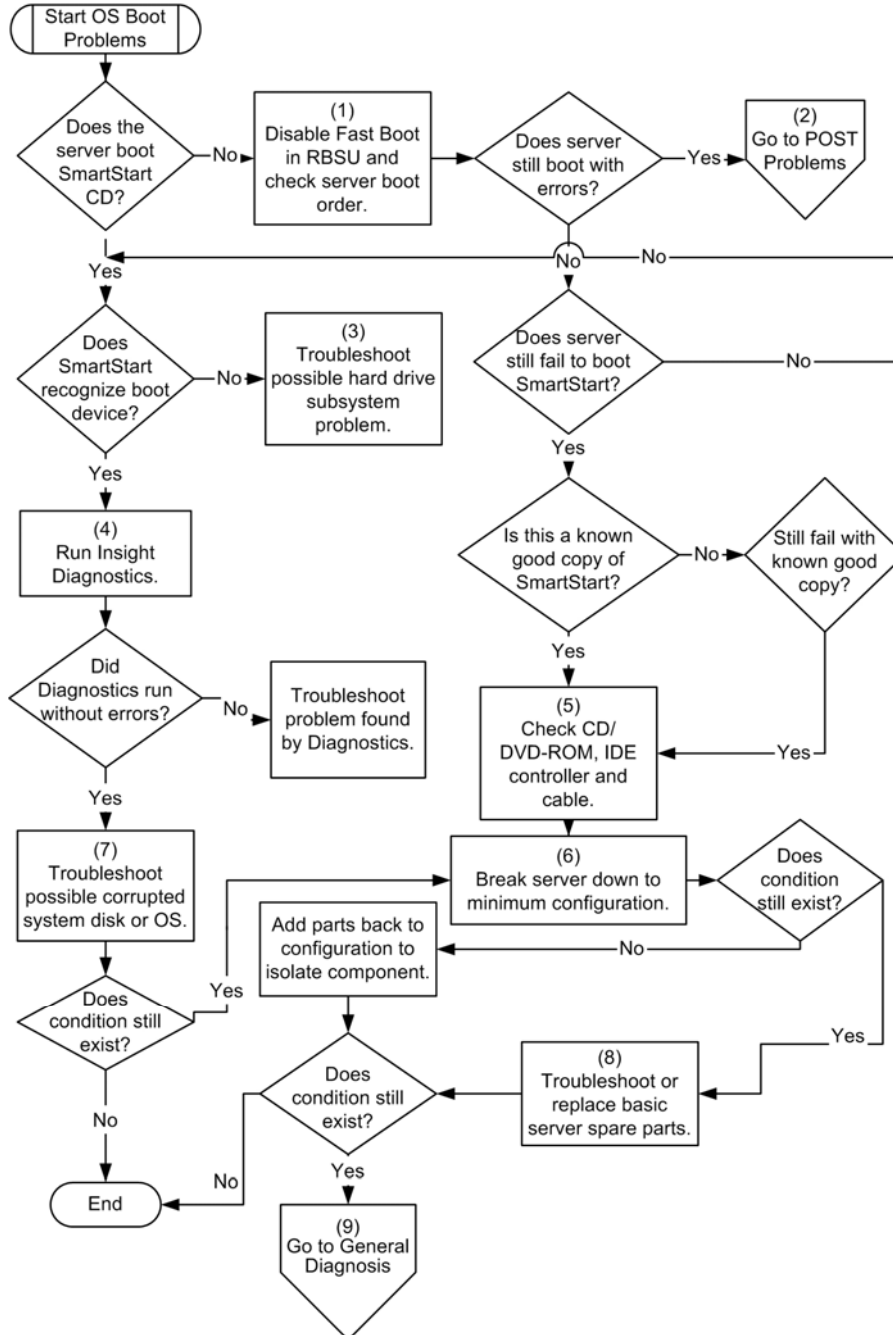 Start OS Boot
Problems
Does the
server boot
SmartStart
CD?
No
(1)
Disable Fast Boot
in RBSU and
check server boot
order.
Does server
still boot with
errors?
Yes
(2)
Go to POST
Problems
Yes
No
No
Does
SmartStart
recognize boot
device?
No
(3)
Troubleshoot
possible hard drive
subsystem
problem.
Does server
still fail to boot
SmartStart?
No
Yes
Yes
(4)
Run Insight
Diagnostics.
Is this a known
good copy of
SmartStart?
No
Still fail with
known good
copy?
Yes
Did
Diagnostics run
without errors?
No
Troubleshoot
problem found
by Diagnostics.
(5)
Check CD/
DVD-ROM, IDE
controller and
cable.
Yes
Yes
(7)
Troubleshoot
possible corrupted
system disk or OS.
(6)
Break server down to
minimum configuration.
Does
condition
still exist?
Add parts back to
configuration to
isolate component.
No
Yes
Does
condition still
exist?
Yes
Does
condition still
exist?
(8)
Troubleshoot or
replace basic
server spare parts.
No
No
Yes
End
(9)
Go to General
Diagnosis